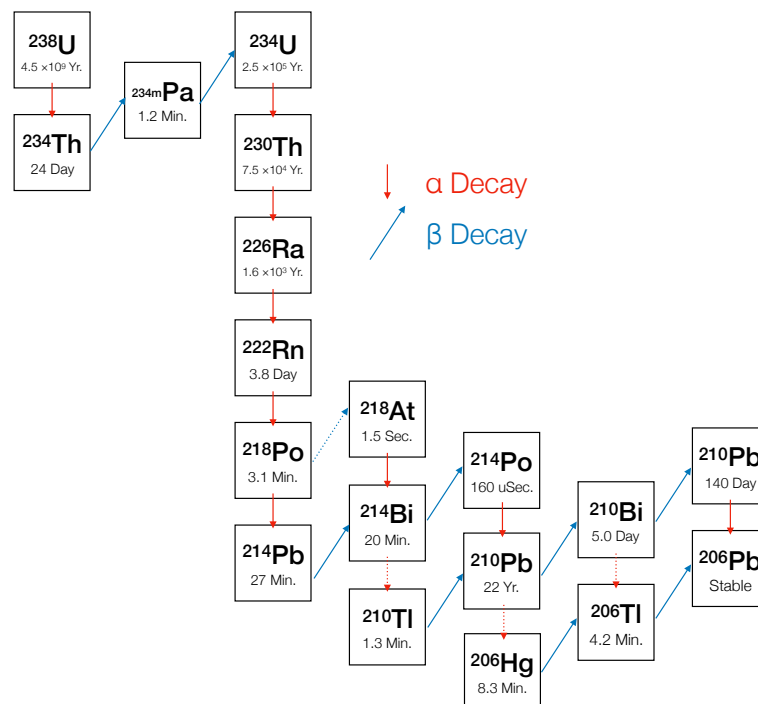 ²³⁸U
4.5 ×10⁹ Yr.
²³⁴Th
24 Day
²³⁴ᵐPa
1.2 Min.
²³⁴U
2.5 ×10⁵ Yr.
²³⁰Th
7.5 ×10⁴ Yr.
²²⁶Ra
1.6 ×10³ Yr.
²²²Rn
3.8 Day
²¹⁸Po
3.1 Min.
²¹⁴Pb
27 Min.
α Decay
β Decay
²¹⁸At
1.5 Sec.
²¹⁴Bi
20 Min.
²¹⁰Tl
1.3 Min.
²¹⁴Po
160 uSec.
²¹⁰Pb
22 Yr.
²⁰⁶Hg
8.3 Min.
²¹⁰Bi
5.0 Day
²⁰⁶Tl
4.2 Min.
²¹⁰Pb
140 Day
²⁰⁶Pb
Stable